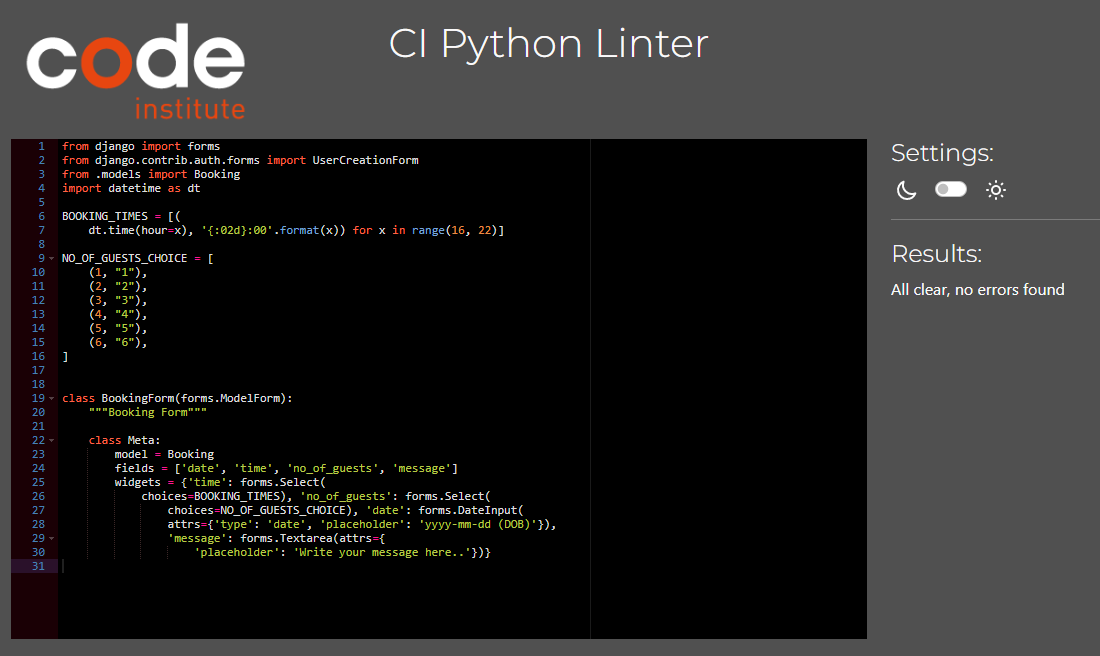 code
institute
CI Python Linter
1 from django import forms
2 from django.contrib.auth.forms import UserCreationForm
3 from .models import Booking
4 import datetime as dt
5
6 BOOKING_TIMES = [(
7     dt.time(hour=x), '{:02d}:00'.format(x)) for x in range(16, 22)]
8
9 NO_OF_GUESTS_CHOICE = [
10     (1, "1"),
11     (2, "2"),
12     (3, "3"),
13     (4, "4"),
14     (5, "5"),
15     (6, "6"),
16 ]
17
18
19 class BookingForm(forms.ModelForm):
20     """Booking Form"""
21
22     class Meta:
23         model = Booking
24         fields = ['date', 'time', 'no_of_guests', 'message']
25         widgets = {'time': forms.Select(
26             choices=BOOKING_TIMES), 'no_of_guests': forms.Select(
27                 choices=NO_OF_GUESTS_CHOICE), 'date': forms.DateInput(
28                 attrs={'type': 'date', 'placeholder': 'yyyy-mm-dd (DOB)'}),
29                 'message': forms.Textarea(attrs={
30                     'placeholder': 'Write your message here..'})}
31
Settings:
Results:
All clear, no errors found